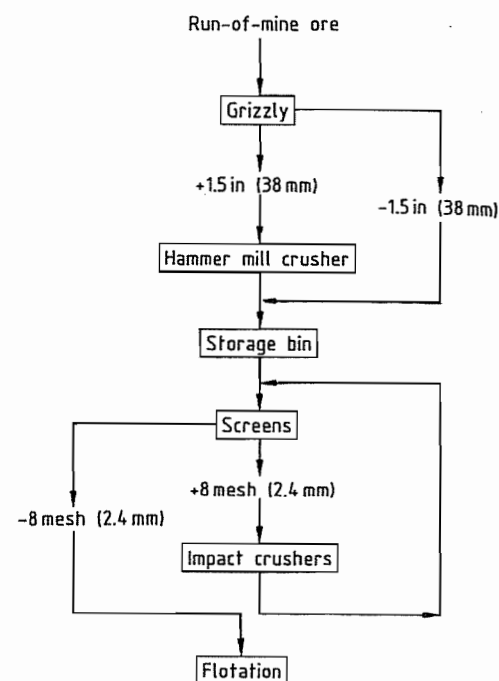 Run-of-mine ore
Grizzly
+1.5 in (38 mm)
-1.5 in (38 mm)
Hammer mill crusher
Storage bin
Screens
+8 mesh (2.4 mm)
-8 mesh (2.4 mm)
Impact crushers
Flotation